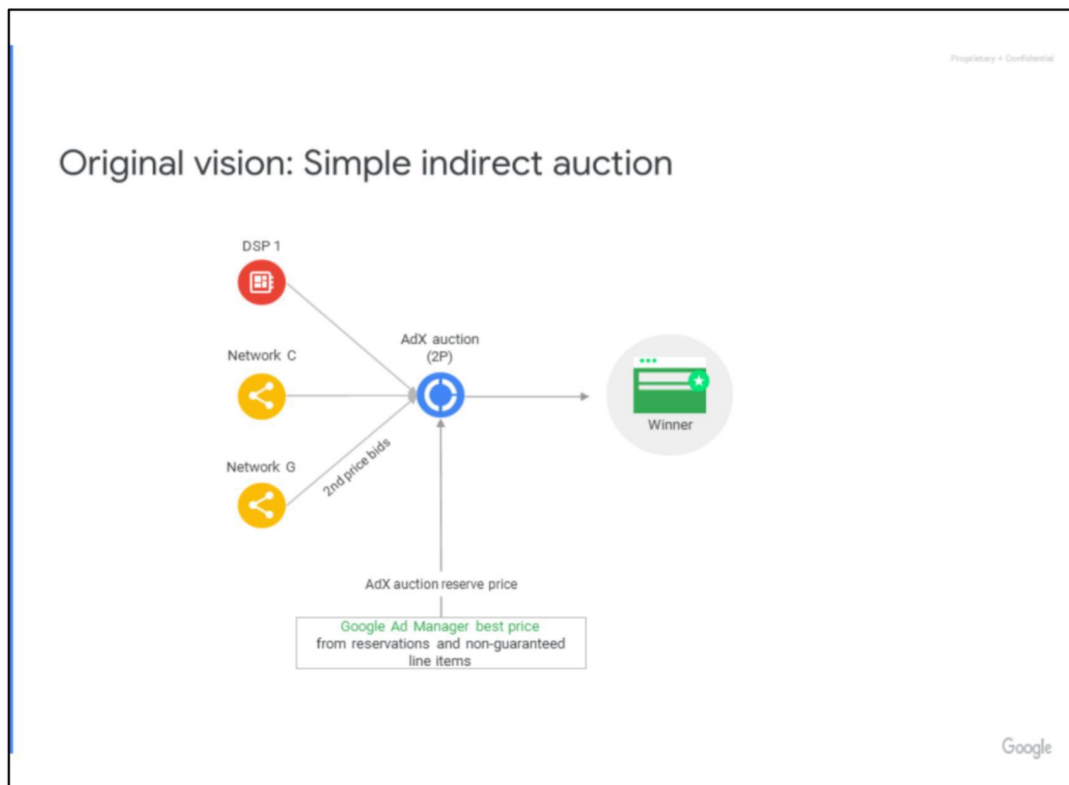 Proprietary + Confidential
Original vision: Simple indirect auction
DSP 1
AdX auction
(2P)
Network C
Winner
Network G
2nd price bids
AdX auction reserve price
Google Ad Manager best price
from reservations and non-guaranteed
line items
Google